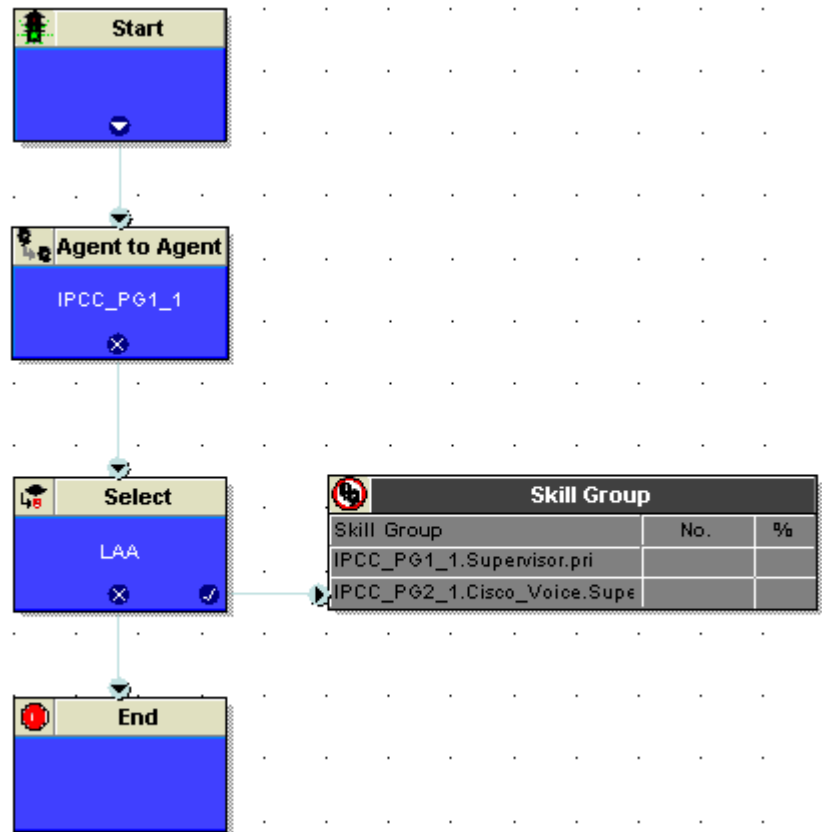 Start
Agent to Agent
IPCC_PG1_1
Select
LAA
Skill Group
Skill Group No. %
IPCC_PG1_1.Supervisor.pri
IPCC_PG2_1.Cisco_Voice.Supe
End